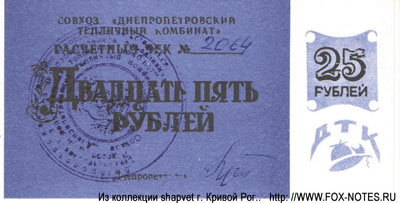 СОВХОЗ „ДНЕПРОПЕТРОВСКИЙ
ТЕПЛИЧНЫЙ КОМБИНАТ"
РАСЧЕТНЫЙ ЧЕК № 2064
ДВАДЦАТЬ ПЯТЬ
РУБЛЕЙ
25
РУБЛЕЙ
ДТК
г. Днепропетровск
Из коллекции shapvet г. Кривой Рог.. http://WWW.FOX-NOTES.RU